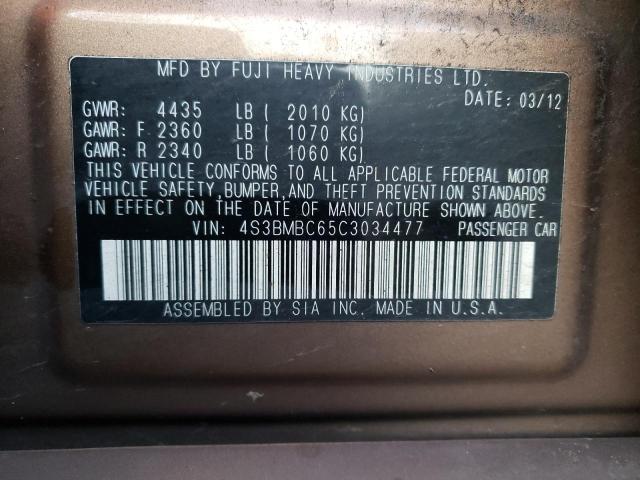 MFD BY FUJI HEAVY INDUSTRIES LTD.
DATE: 03/12
GVWR: 4435 LB ( 2010 KG)
GAWR: F 2360 LB ( 1070 KG)
GAWR: R 2340 LB ( 1060 KG)
THIS VEHICLE CONFORMS TO ALL APPLICABLE FEDERAL MOTOR
VEHICLE SAFETY,BUMPER,AND THEFT PREVENTION STANDARDS
IN EFFECT ON THE DATE OF MANUFACTURE SHOWN ABOVE.
VIN: 4S3BMBC65C3034477 PASSENGER CAR
ASSEMBLED BY SIA INC. MADE IN U.S.A.